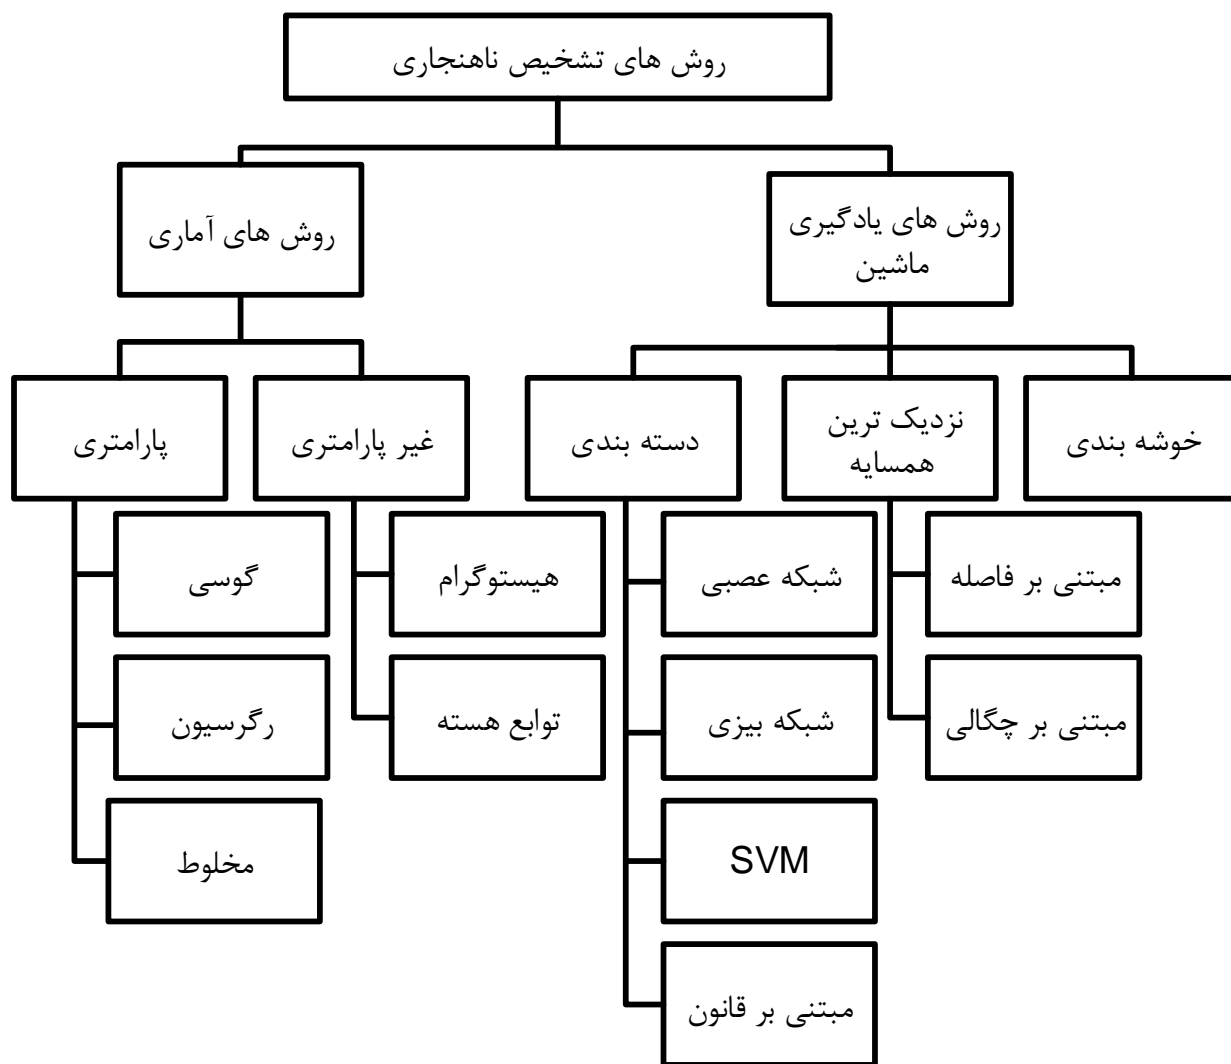 روش های تشخیص ناهنجاری
روش های یادگیری
ماشین
روش های آماری
خوشه بندی
نزدیک ترین
همسایه
دسته بندی
غیر پارامتری
پارامتری
مبتنی بر فاصله
مبتنی بر چگالی
شبکه عصبی
شبکه بیزی
SVM
مبتنی بر قانون
هیستوگرام
توابع هسته
گوسی
رگرسیون
مخلوط